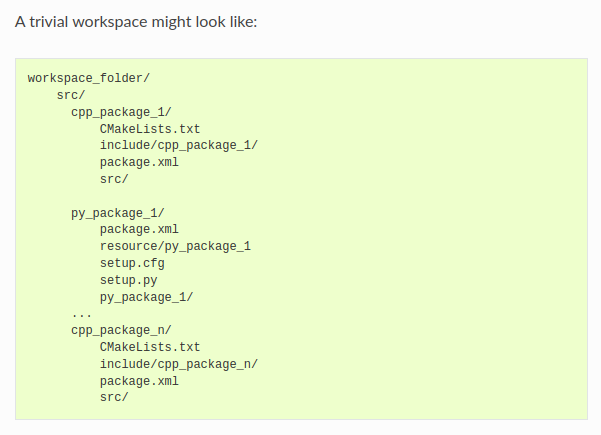 A trivial workspace might look like:
workspace_folder/
    src/
      cpp_package_1/
          CMakeLists.txt
          include/cpp_package_1/
          package.xml
          src/

      py_package_1/
          package.xml
          resource/py_package_1
          setup.cfg
          setup.py
          py_package_1/
      ...
      cpp_package_n/
          CMakeLists.txt
          include/cpp_package_n/
          package.xml
          src/